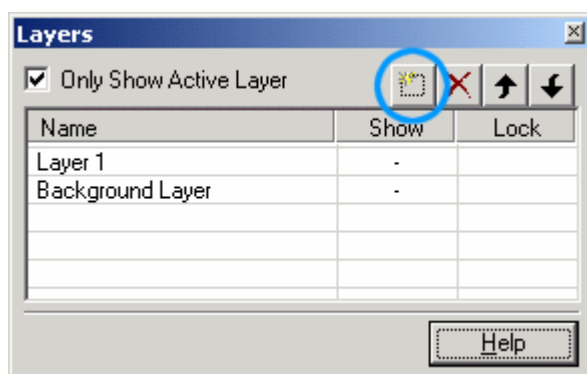 Layers
Only Show Active Layer
Name Show Lock
Layer 1 -
Background Layer -
Help